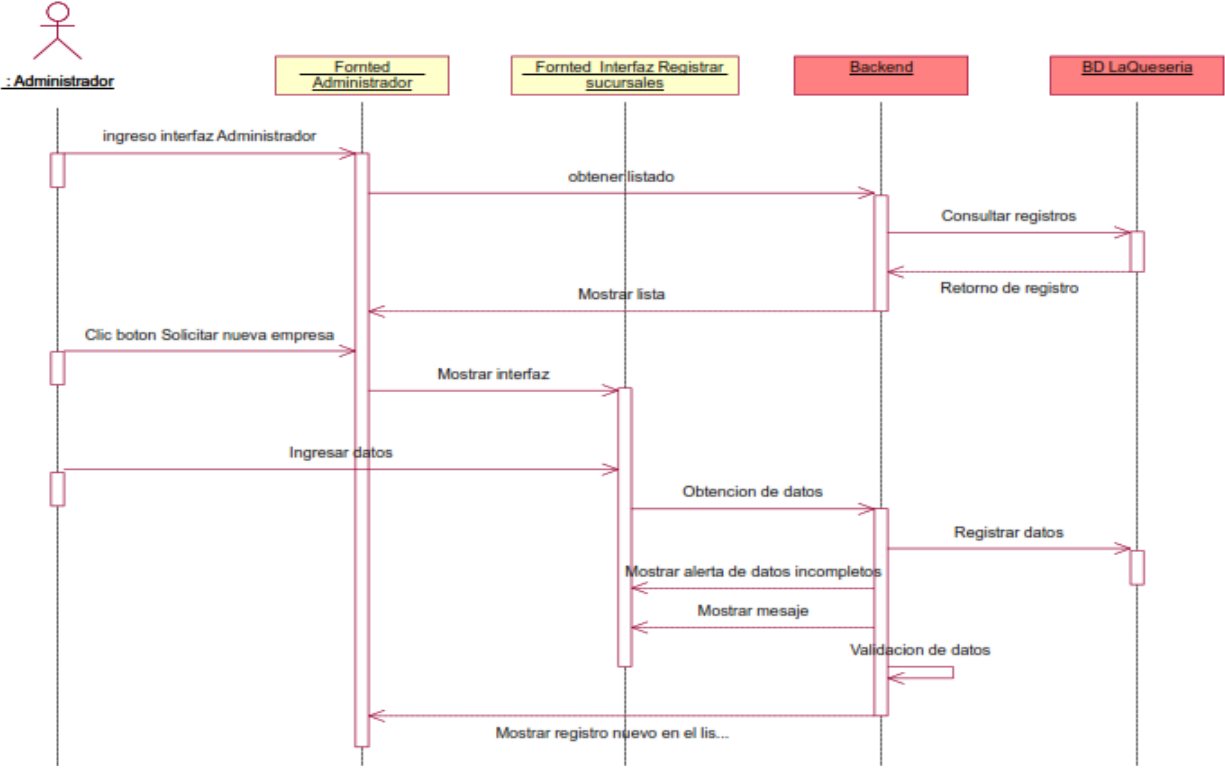 : Administrador
Fornted
Administrador
Fornted Interfaz Registrar
sucursales
Backend
BD LaQueseria
ingreso interfaz Administrador
obtener listado
Consultar registros
Retorno de registro
Mostrar lista
Clic boton Solicitar nueva empresa
Mostrar interfaz
Ingresar datos
Obtencion de datos
Registrar datos
Mostrar alerta de datos incompletos
Mostrar mesaje
Validacion de datos
Mostrar registro nuevo en el lis...